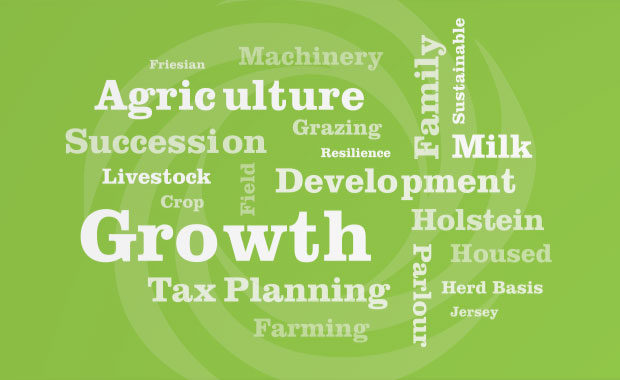 Machinery
Friesian
Agriculture
Family
Sustainable
Grazing
Succession
Resilience
Milk
Livestock
Field
Development
Crop
Growth
Holstein
Parlour
Housed
Tax Planning
Herd Basis
Jersey
Farming